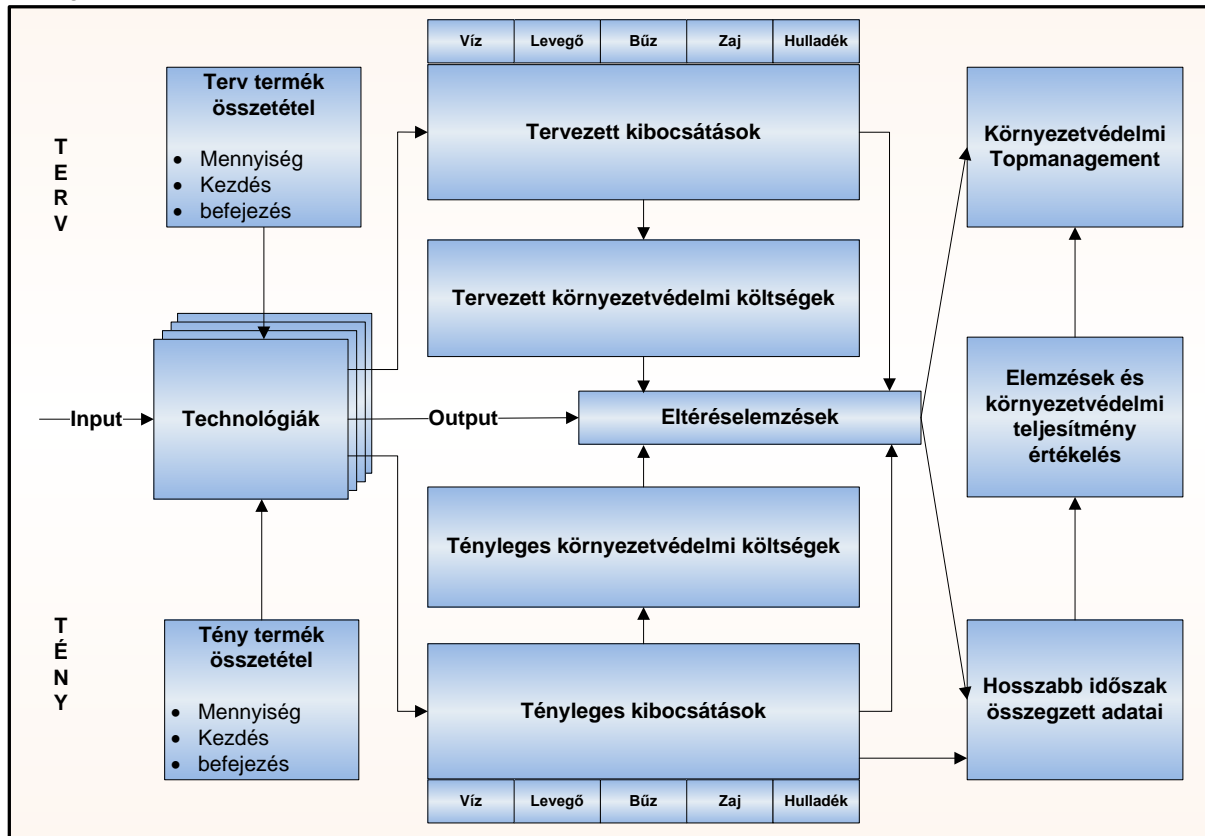 Víz Levegő Bűz Zaj Hulladék
Terv termék
összetétel
• Mennyiség
• Kezdés
• befejezés
T
E
R
V
Tervezett kibocsátások
Környezetvédelmi
Topmanagement
Tervezett környezetvédelmi költségek
Input
Technológiák
Output
Eltéréselemzések
Elemzések és
környezetvédelmi
teljesítmény
értékelés
Tényleges környezetvédelmi költségek
T
É
N
Y
Tény termék
összetétel
• Mennyiség
• Kezdés
• befejezés
Tényleges kibocsátások
Hosszabb időszak
összegzett adatai
Víz Levegő Bűz Zaj Hulladék